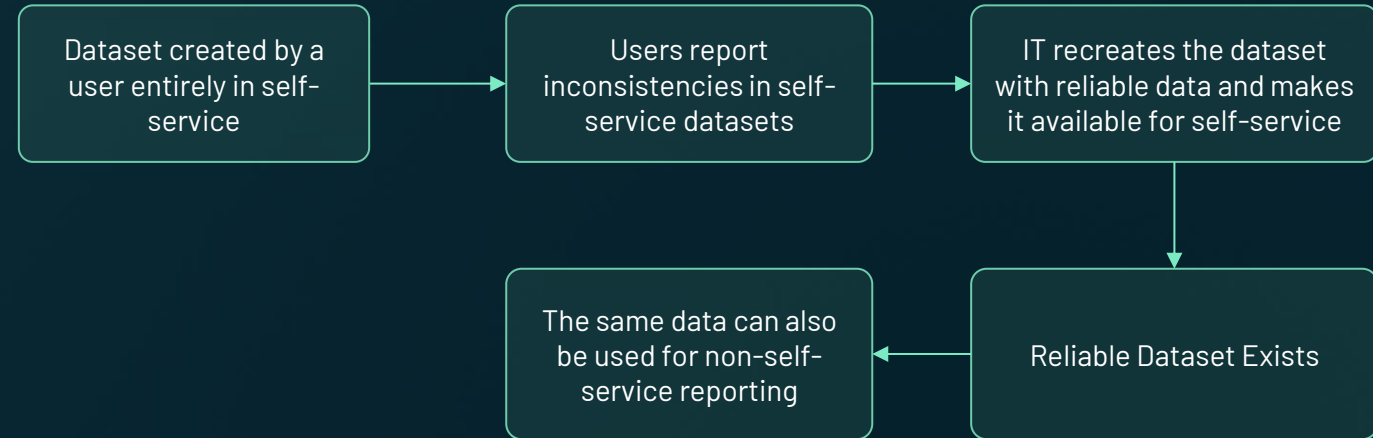 Dataset created by a
user entirely in self-
service
Users report
inconsistencies in self-
service datasets
IT recreates the dataset
with reliable data and makes
it available for self-service
Reliable Dataset Exists
The same data can also
be used for non-self-
service reporting